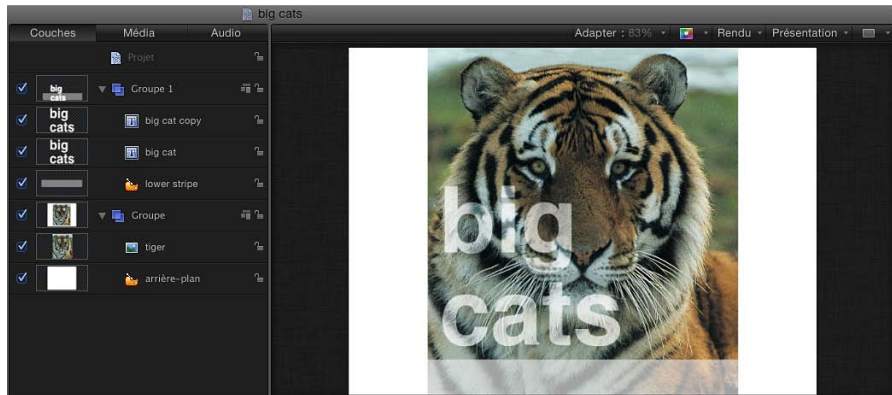 big cats
Couches Média Audio
Adapter : 83% Rendu Présentation
Projet
big cats Groupe 1
big cats big cat copy
big cats big cat
lower stripe
Groupe
tiger
arrière-plan
big
cats